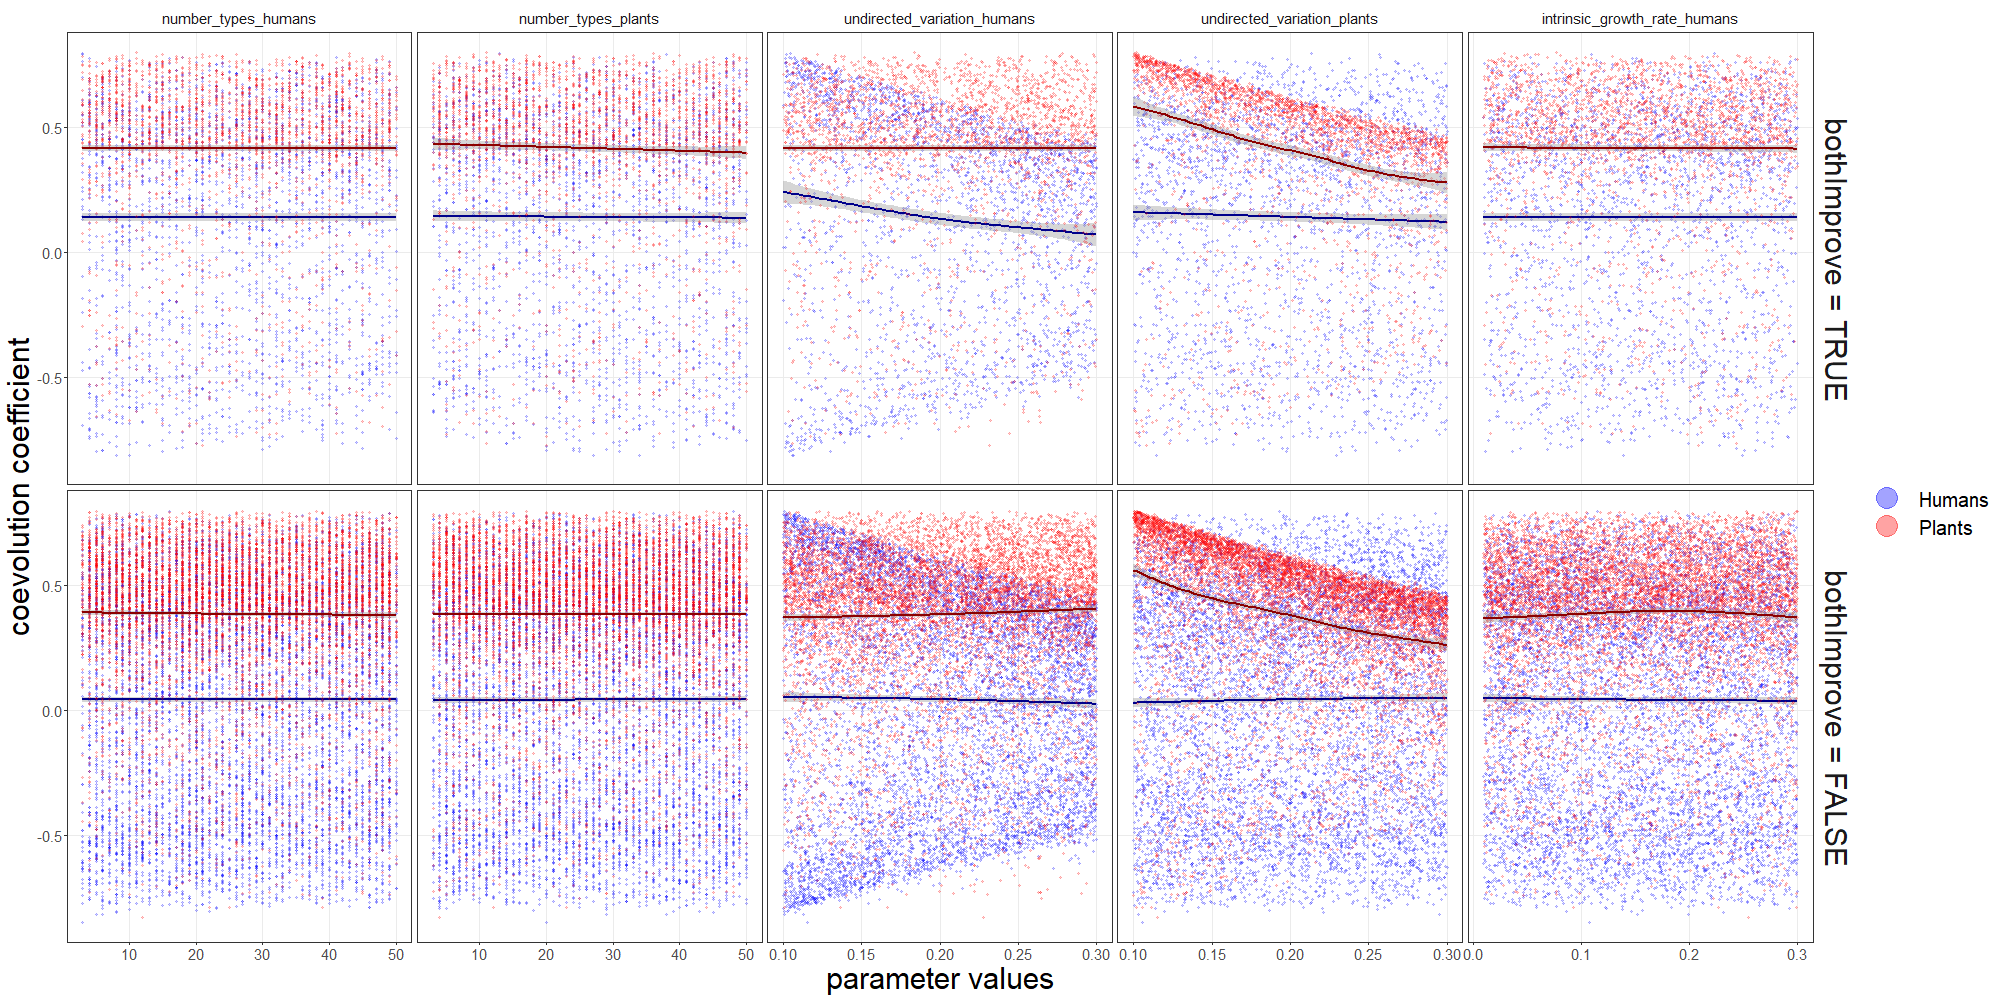 number_types_humans
number_types_plants
undirected_variation_humans
undirected_variation_plants
intrinsic_growth_rate_humans
0.5
0.0
-0.5
bothImprove = TRUE
0.5
0.0
-0.5
bothImprove = FALSE
coevolution coefficient
Humans
Plants
10 20 30 40 50
10 20 30 40 50
0.10 0.15 0.20 0.25 0.30
0.10 0.15 0.20 0.25 0.30
0.0 0.1 0.2 0.3
parameter values